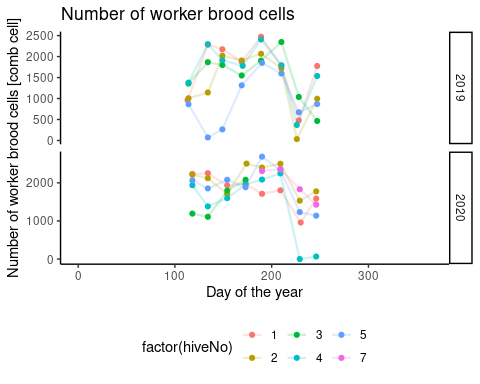 Number of worker brood cells
Number of worker brood cells [comb cell]
2500
2000
1500
1000
500
0
2019
2000
1000
0
2020
0 100 200 300
Day of the year
factor(hiveNo)
1 3 5
2 4 7